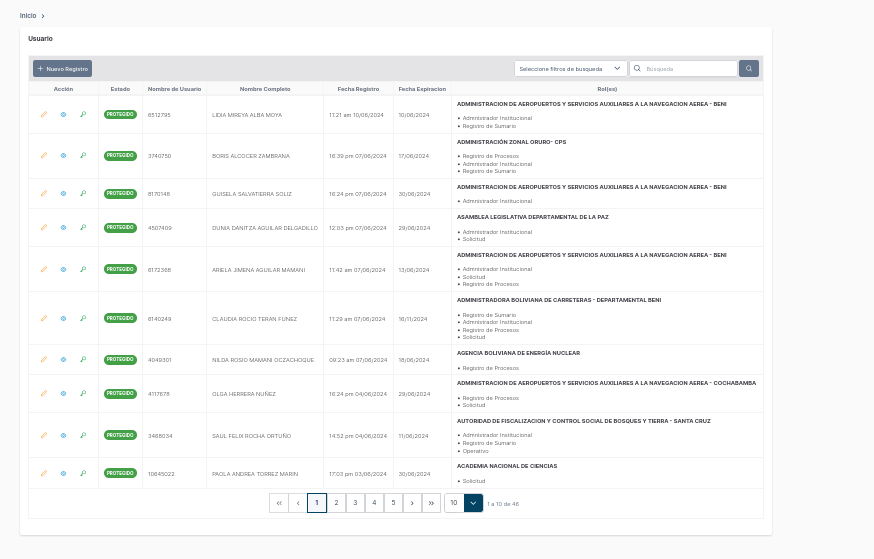 Inicio
Usuario
Nuevo Registro
Seleccione filtros de busqueda
Búsqueda
Acción Estado Nombre de Usuario Nombre Completo Fecha Registro Fecha Expiracion Rol(es)
PROTEGIDO 6512795 LIDIA MIREYA ALBA MOYA 11:21 am 10/06/2024 10/06/2024
ADMINISTRACION DE AEROPUERTOS Y SERVICIOS AUXILIARES A LA NAVEGACION AEREA - BENI
• Administrador Institucional
• Registro de Sumario
PROTEGIDO 3740750 BORIS ALCOCER ZAMBRANA 16:39 pm 07/06/2024 17/06/2024
ADMINISTRACIÓN ZONAL ORURO- CPS
• Registro de Procesos
• Administrador Institucional
• Registro de Sumario
PROTEGIDO 8170148 GUISELA SALVATIERRA SOLIZ 16:24 pm 07/06/2024 30/06/2024
ADMINISTRACION DE AEROPUERTOS Y SERVICIOS AUXILIARES A LA NAVEGACION AEREA - BENI
• Administrador Institucional
PROTEGIDO 4507409 DUNIA DANITZA AGUILAR DELGADILLO 12:03 pm 07/06/2024 29/06/2024
ASAMBLEA LEGISLATIVA DEPARTAMENTAL DE LA PAZ
• Administrador Institucional
• Solicitud
PROTEGIDO 6172368 ARIELA JIMENA AGUILAR MAMANI 11:42 am 07/06/2024 13/06/2024
ADMINISTRACION DE AEROPUERTOS Y SERVICIOS AUXILIARES A LA NAVEGACION AEREA - BENI
• Administrador Institucional
• Solicitud
• Registro de Procesos
PROTEGIDO 6140249 CLAUDIA ROCIO TERAN FUNEZ 11:29 am 07/06/2024 16/11/2024
ADMINISTRADORA BOLIVIANA DE CARRETERAS - DEPARTAMENTAL BENI
• Registro de Sumario
• Administrador Institucional
• Registro de Procesos
• Solicitud
PROTEGIDO 4049301 NILDA ROSIO MAMANI OCZACHOQUE 09:23 am 07/06/2024 18/06/2024
AGENCIA BOLIVIANA DE ENERGÍA NUCLEAR
• Registro de Procesos
PROTEGIDO 4117678 OLGA HERRERA NUÑEZ 16:24 pm 04/06/2024 29/06/2024
ADMINISTRACION DE AEROPUERTOS Y SERVICIOS AUXILIARES A LA NAVEGACION AEREA - COCHABAMBA
• Registro de Procesos
• Solicitud
PROTEGIDO 3468034 SAUL FELIX ROCHA ORTUÑO 14:52 pm 04/06/2024 11/06/2024
AUTORIDAD DE FISCALIZACION Y CONTROL SOCIAL DE BOSQUES Y TIERRA - SANTA CRUZ
• Administrador Institucional
• Registro de Sumario
• Operativo
PROTEGIDO 10645022 PAOLA ANDREA TORREZ MARIN 17:03 pm 03/06/2024 30/06/2024
ACADEMIA NACIONAL DE CIENCIAS
• Solicitud
1 2 3 4 5 10 1 a 10 de 46